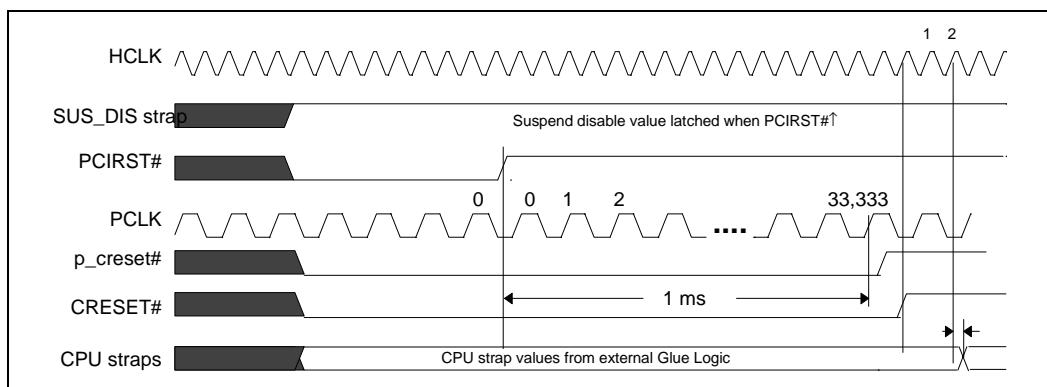 1 2
HCLK
SUS_DIS strap
Suspend disable value latched when PCIRST#↑
PCIRST#
0 0 1 2 33,333
PCLK
....
p_creset#
1 ms
CRESET#
CPU straps
CPU strap values from external Glue Logic